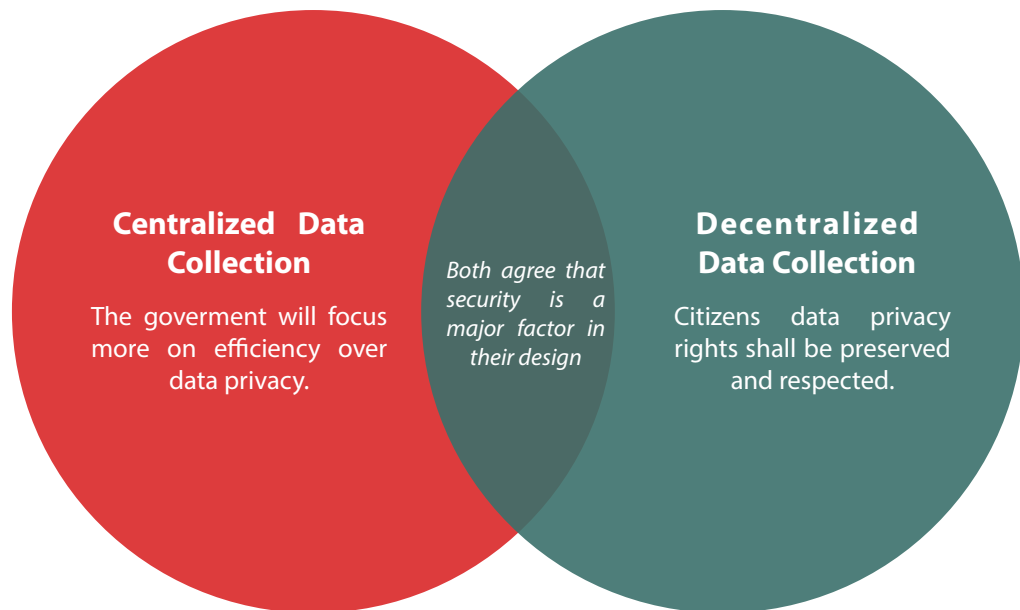 Centralized Data
Collection
The goverment will focus
more on efficiency over
data privacy.
Both agree that
security is a
major factor in
their design
Decentralized
Data Collection
Citizens data privacy
rights shall be preserved
and respected.